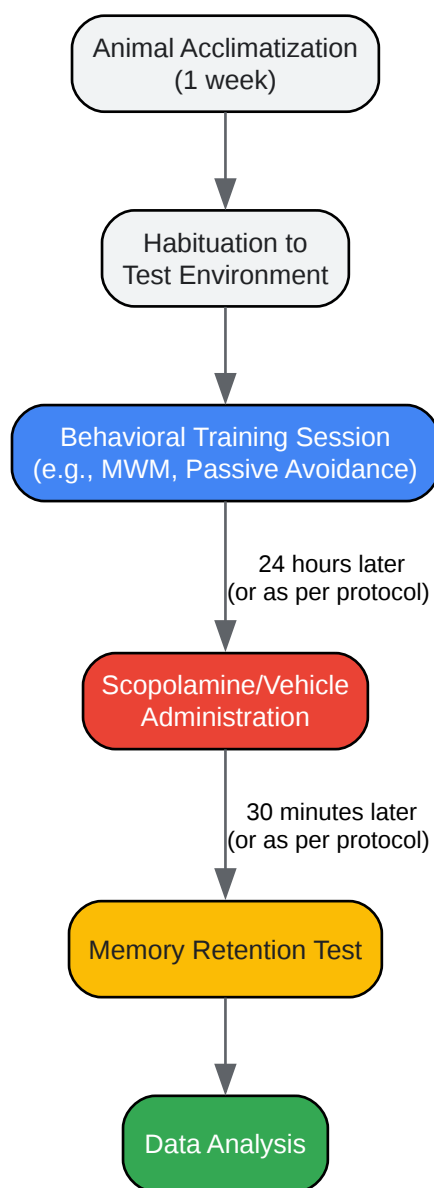 Animal Acclimatization
(1 week)
Habituation to
Test Environment
Behavioral Training Session
(e.g., MWM, Passive Avoidance)
24 hours later
(or as per protocol)
Scopolamine/Vehicle
Administration
30 minutes later
(or as per protocol)
Memory Retention Test
Data Analysis